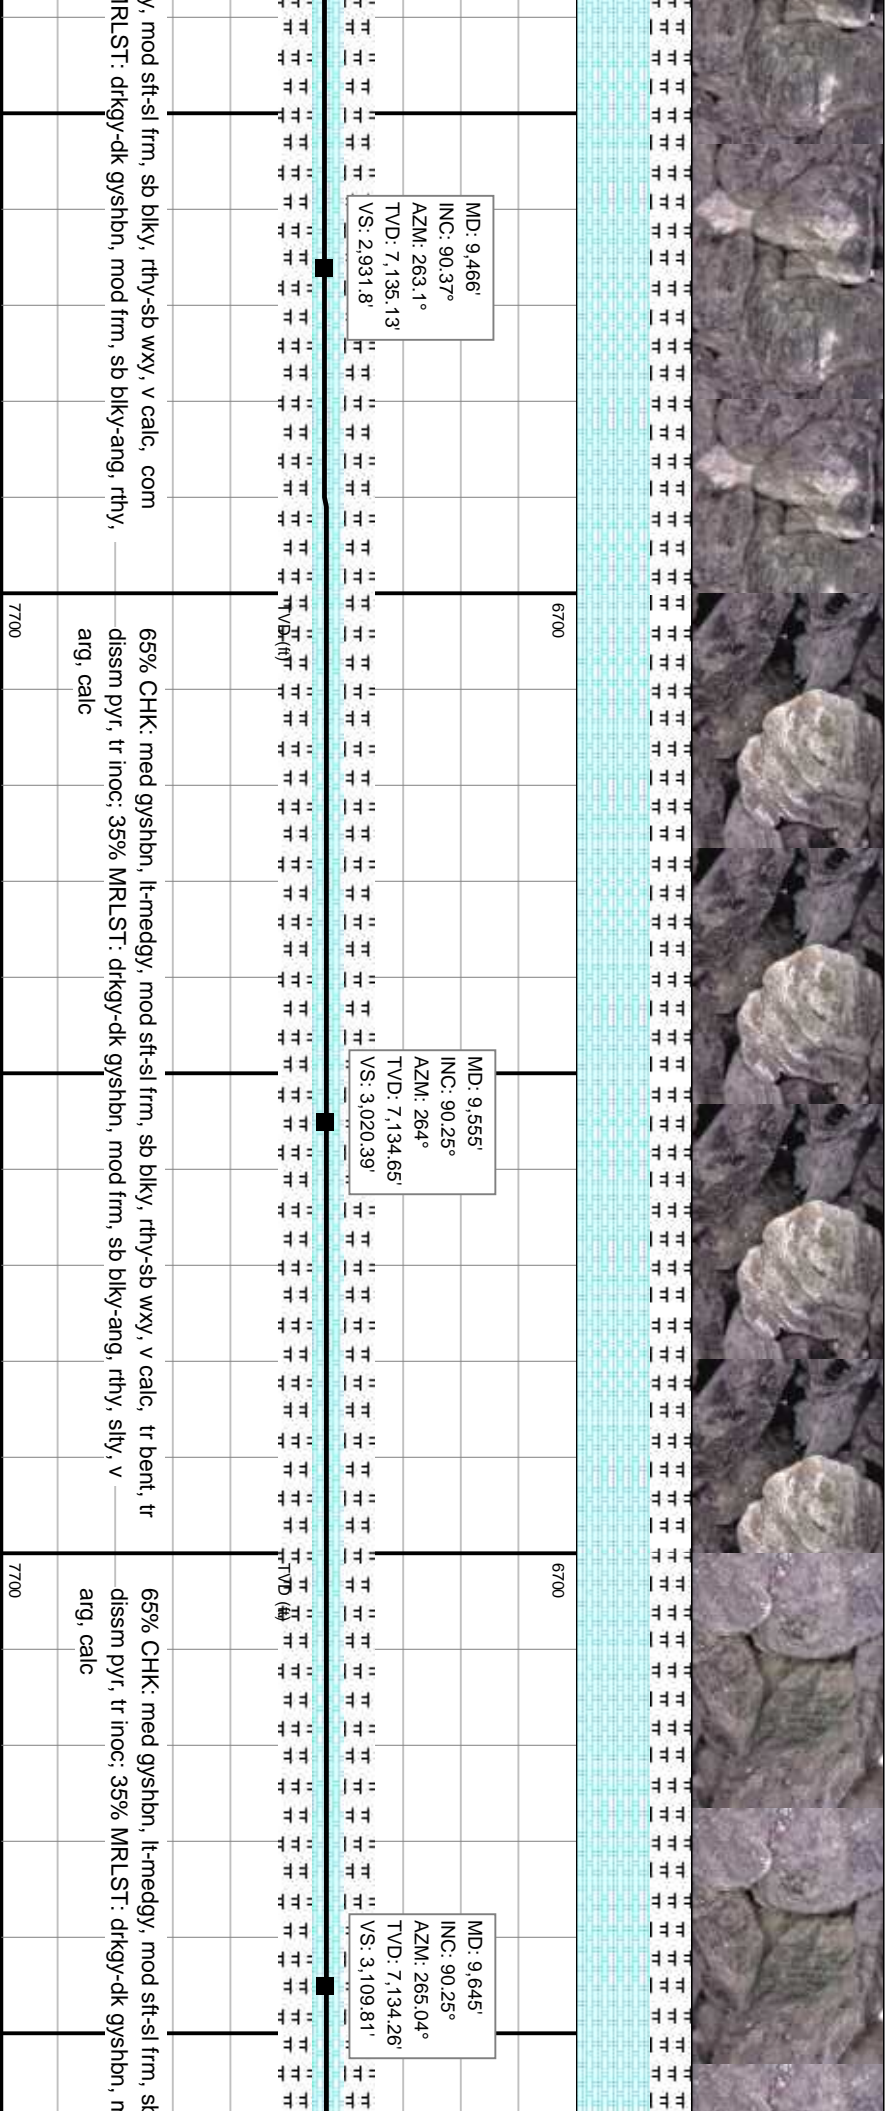 y, mod sft-sl frm, sb blky, rthy-sb wxy, v calc, com
MRLST: drkgy-dk gyshbn, mod frm, sb blky-ang, rthy,
MD: 9,466'
INC: 90.37°
AZM: 263.1°
TVD: 7,135.13'
VS: 2,931.8'
6700
TVD (ft)
7700
65% CHK: med gyshbn, lt-medgy, mod sft-sl frm, sb blky, rthy-sb wxy, v calc, tr bent, tr
dissm pyr, tr inoc; 35% MRLST: drkgy-dk gyshbn, mod frm, sb blky-ang, rthy, slty, v
arg, calc
MD: 9,555'
INC: 90.25°
AZM: 264°
TVD: 7,134.65'
VS: 3,020.39'
6700
TVD (ft)
7700
65% CHK: med gyshbn, lt-medgy, mod sft-sl frm, sb
dissm pyr, tr inoc; 35% MRLST: drkgy-dk gyshbn, m
arg, calc
MD: 9,645'
INC: 90.25°
AZM: 265.04°
TVD: 7,134.26'
VS: 3,109.81'